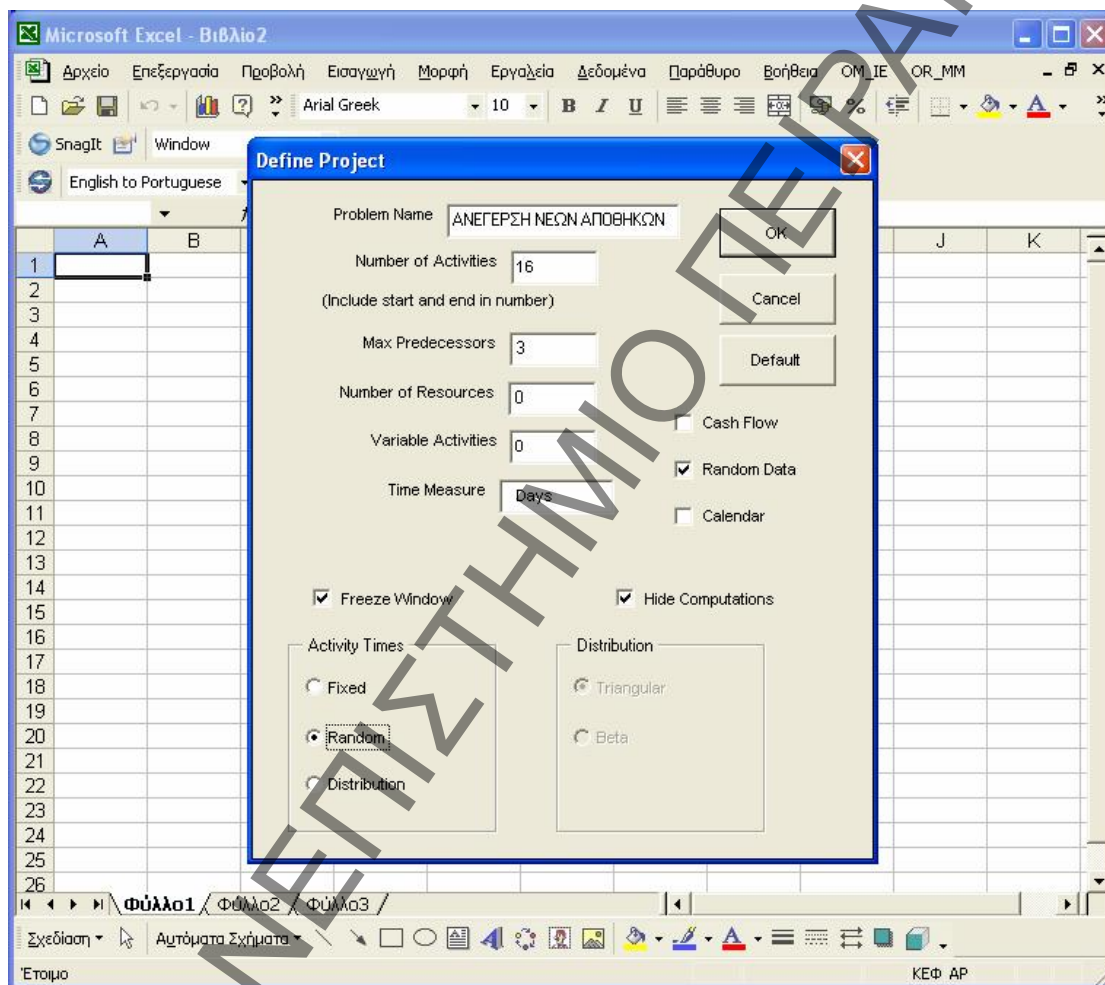 Microsoft Excel - Βιβλίο2
Αρχείο Επεξεργασία Προβολή Εισαγωγή Μορφή Εργαλεία Δεδομένα Παράθυρο Βοήθεια OM_IE OR_MM
Arial Greek 10 B I U %
SnagIt Window
English to Portuguese
Define Project
Problem Name ΑΝΕΓΕΡΣΗ ΝΕΩΝ ΑΠΟΘΗΚΩΝ
OK
Number of Activities 16
(Include start and end in number)
Cancel
Max Predecessors 3
Default
Number of Resources 0
Cash Flow
Variable Activities 0
Random Data
Time Measure Days
Calendar
Freeze Window
Hide Computations
Activity Times
Distribution
Fixed
Triangular
Random
Beta
Distribution
A B J K
1
2
3
4
5
6
7
8
9
10
11
12
13
14
15
16
17
18
19
20
21
22
23
24
25
26
Φύλλο1 Φύλλο2 Φύλλο3
Σχεδίαση Αυτόματα Σχήματα
Έτοιμο ΚΕΦ ΑΡ
ΝΕΠΙΣΤΗΜΙΟ ΠΕΙΡΑ